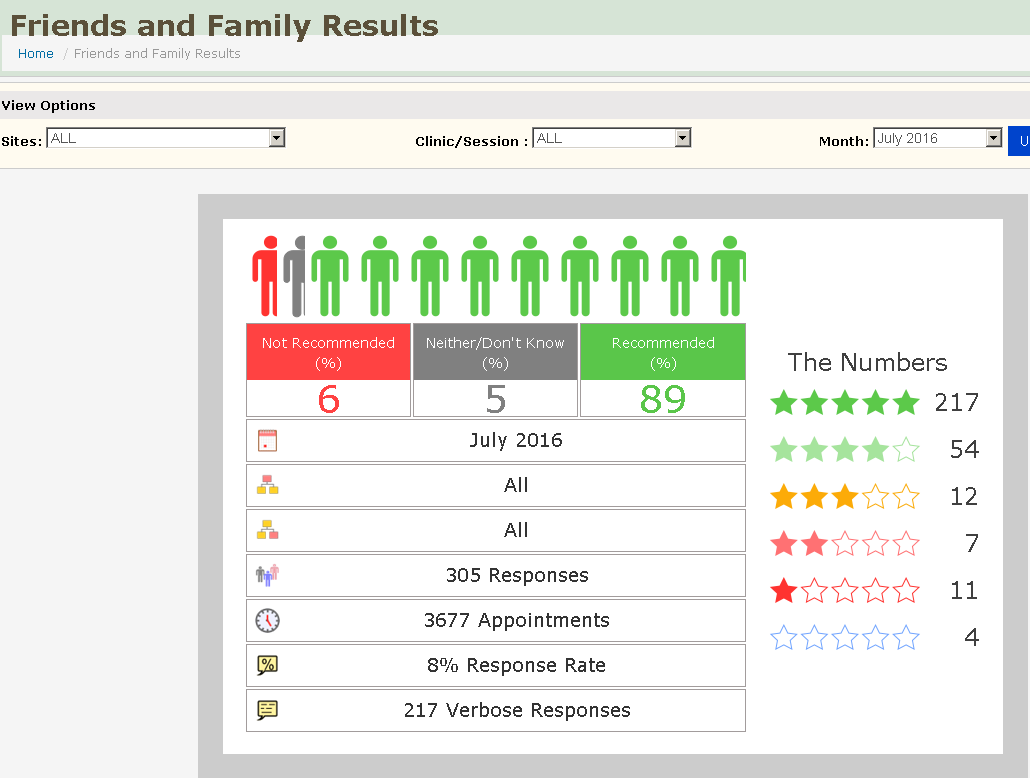 Friends and Family Results
Home / Friends and Family Results
View Options
Sites: ALL
Clinic/Session : ALL
Month: July 2016
U
Not Recommended
(%)
Neither/Don't Know
(%)
Recommended
(%)
6
5
89
July 2016
All
All
305 Responses
3677 Appointments
8% Response Rate
217 Verbose Responses
The Numbers
217
54
12
7
11
4